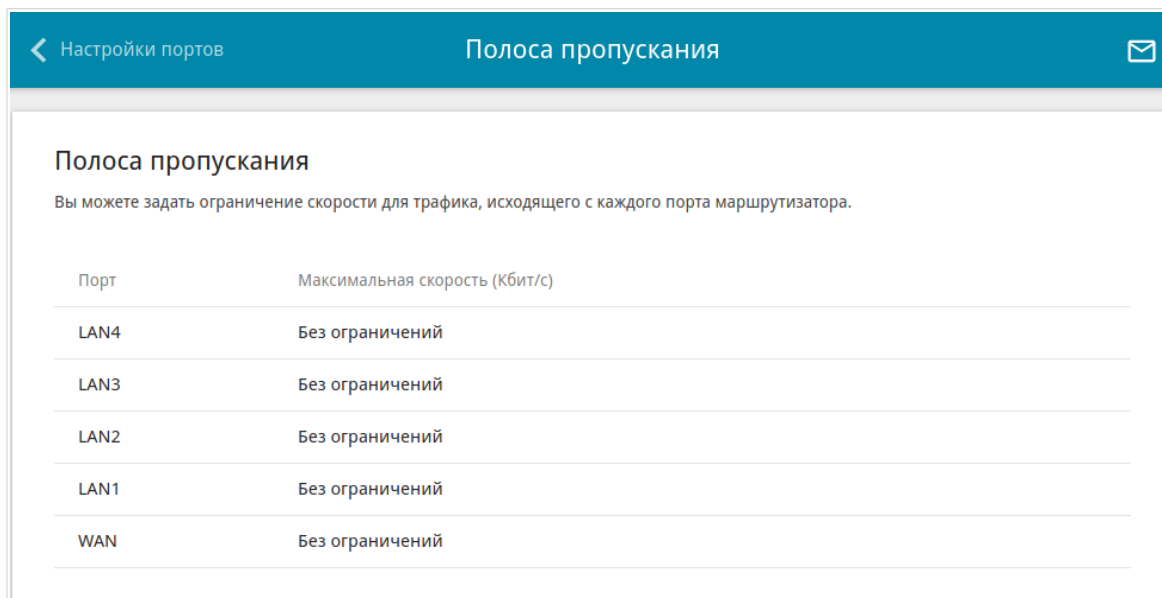 Настройки портов Полоса пропускания
Полоса пропускания
Вы можете задать ограничение скорости для трафика, исходящего с каждого порта маршрутизатора.
Порт Максимальная скорость (Кбит/с)
LAN4 Без ограничений
LAN3 Без ограничений
LAN2 Без ограничений
LAN1 Без ограничений
WAN Без ограничений